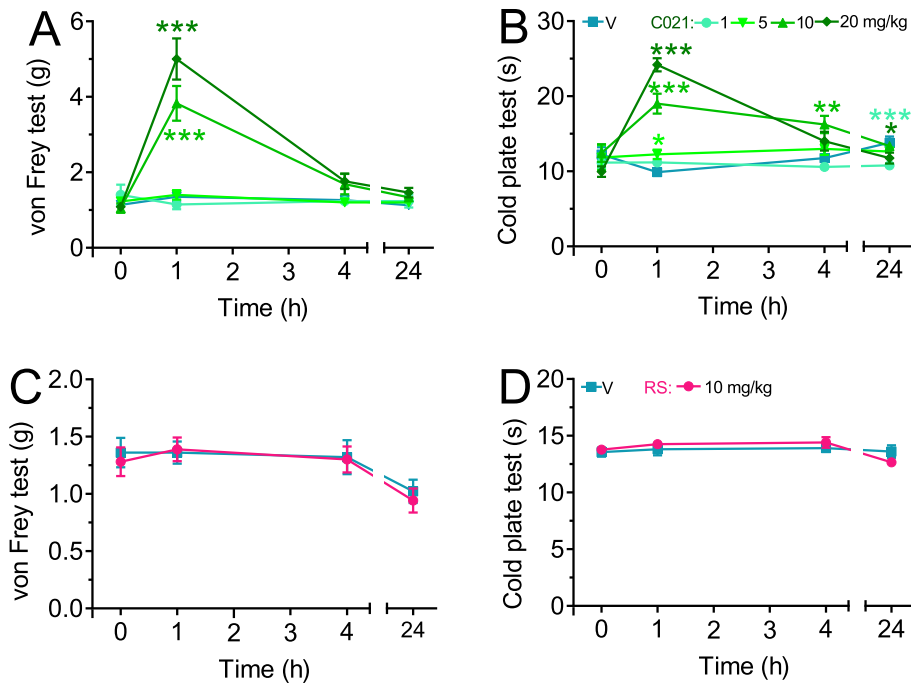 A
von Frey test (g)
6
4
2
0
***
***
0 1 2 3 4 24
Time (h)
B
V C021: 1 5 10 20 mg/kg
Cold plate test (s)
30
20
10
0
***
***
*
**
***
*
0 1 2 3 4 24
Time (h)
C
von Frey test (g)
2.0
1.5
1.0
0.5
0.0
0 1 2 3 4 24
Time (h)
D
V RS: 10 mg/kg
Cold plate test (s)
20
15
10
5
0
0 1 2 3 4 24
Time (h)